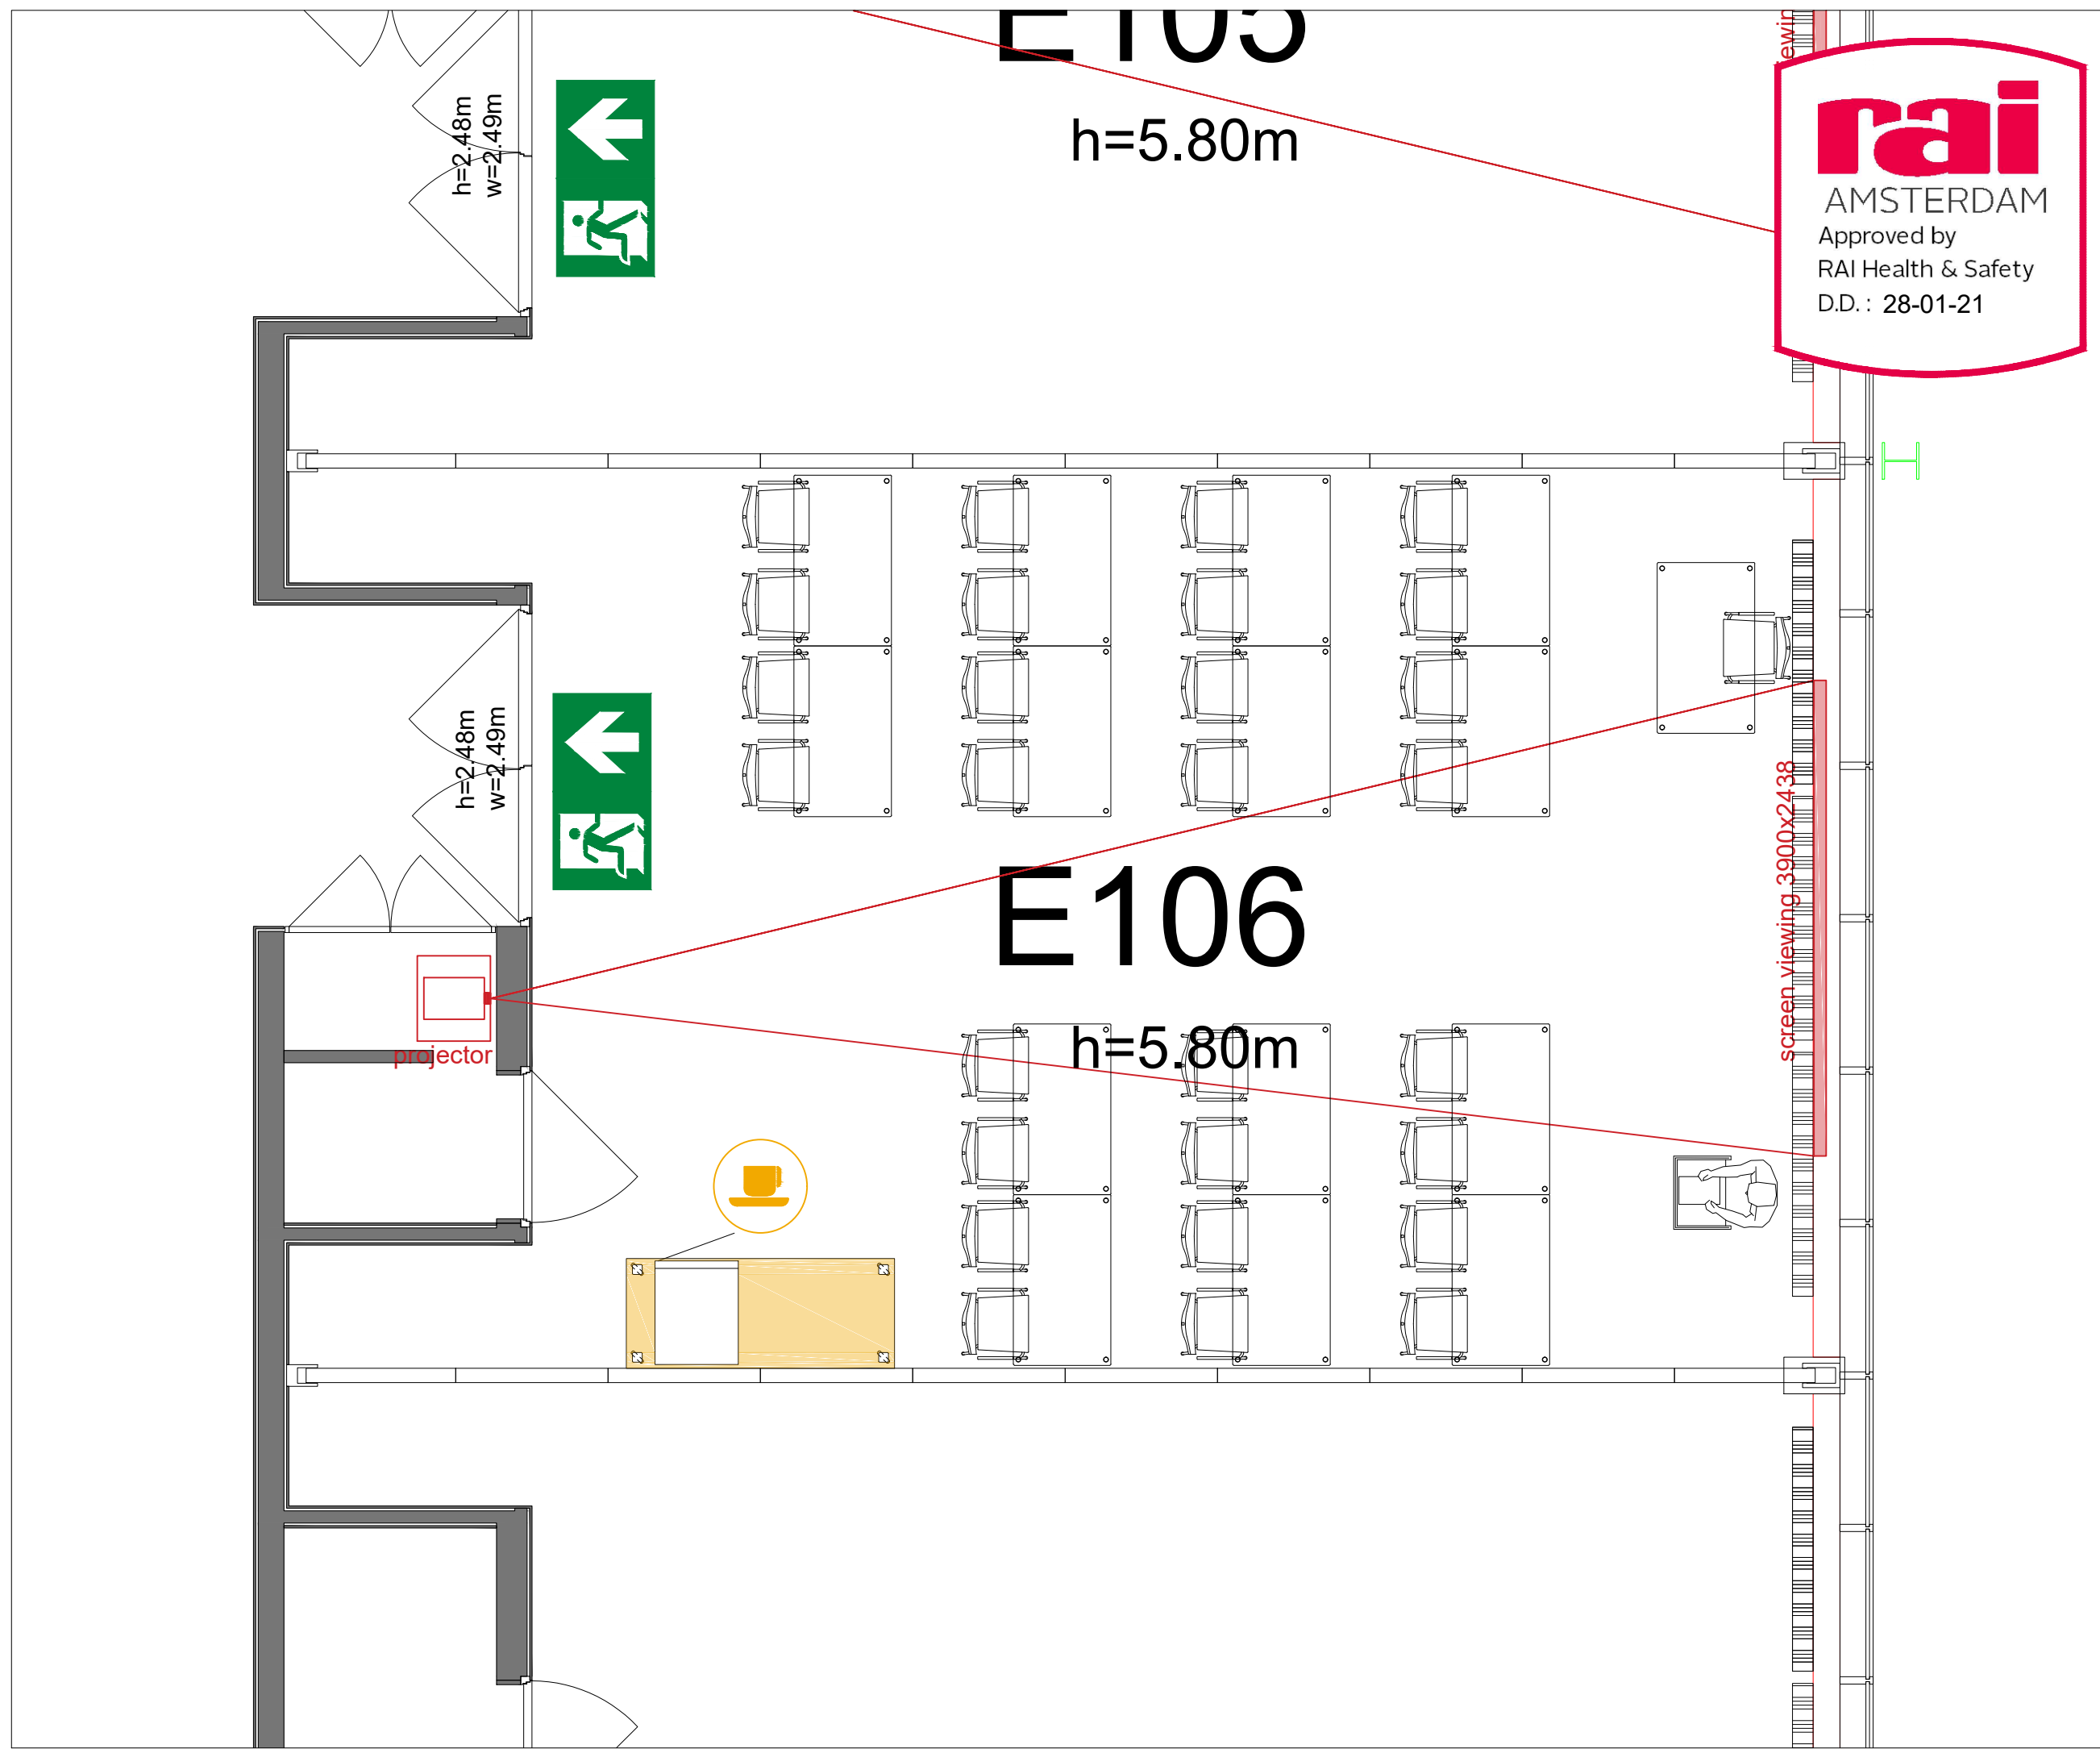 E105
h=5.80m
h=2.48m
w=2.49m
rai
AMSTERDAM
Approved by
RAI Health & Safety
D.D. : 28-01-21
h=2.48m
w=2.49m
E106
h=5.80m
screen viewing 3900x2438
projector